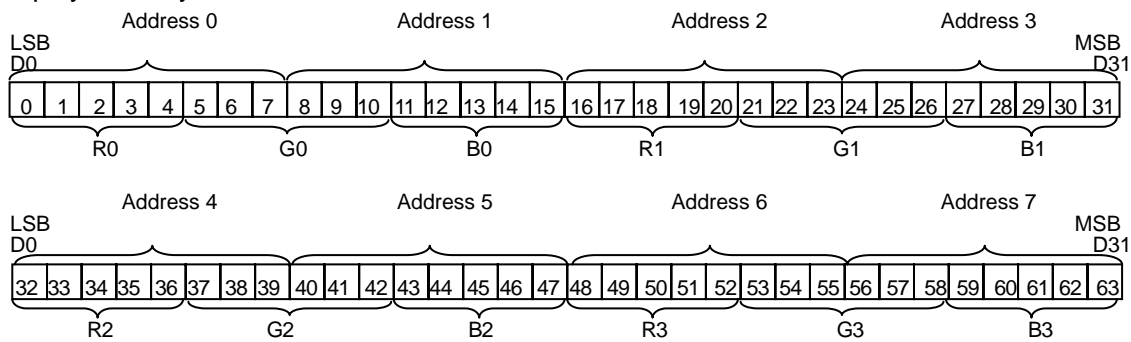 Address 0 Address 1 Address 2 Address 3
LSB MSB
D0 D31
0 1 2 3 4 5 6 7 8 9 10 11 12 13 14 15 16 17 18 19 20 21 22 23 24 25 26 27 28 29 30 31
R0 G0 B0 R1 G1 B1
Address 4 Address 5 Address 6 Address 7
LSB MSB
D0 D31
32 33 34 35 36 37 38 39 40 41 42 43 44 45 46 47 48 49 50 51 52 53 54 55 56 57 58 59 60 61 62 63
R2 G2 B2 R3 G3 B3